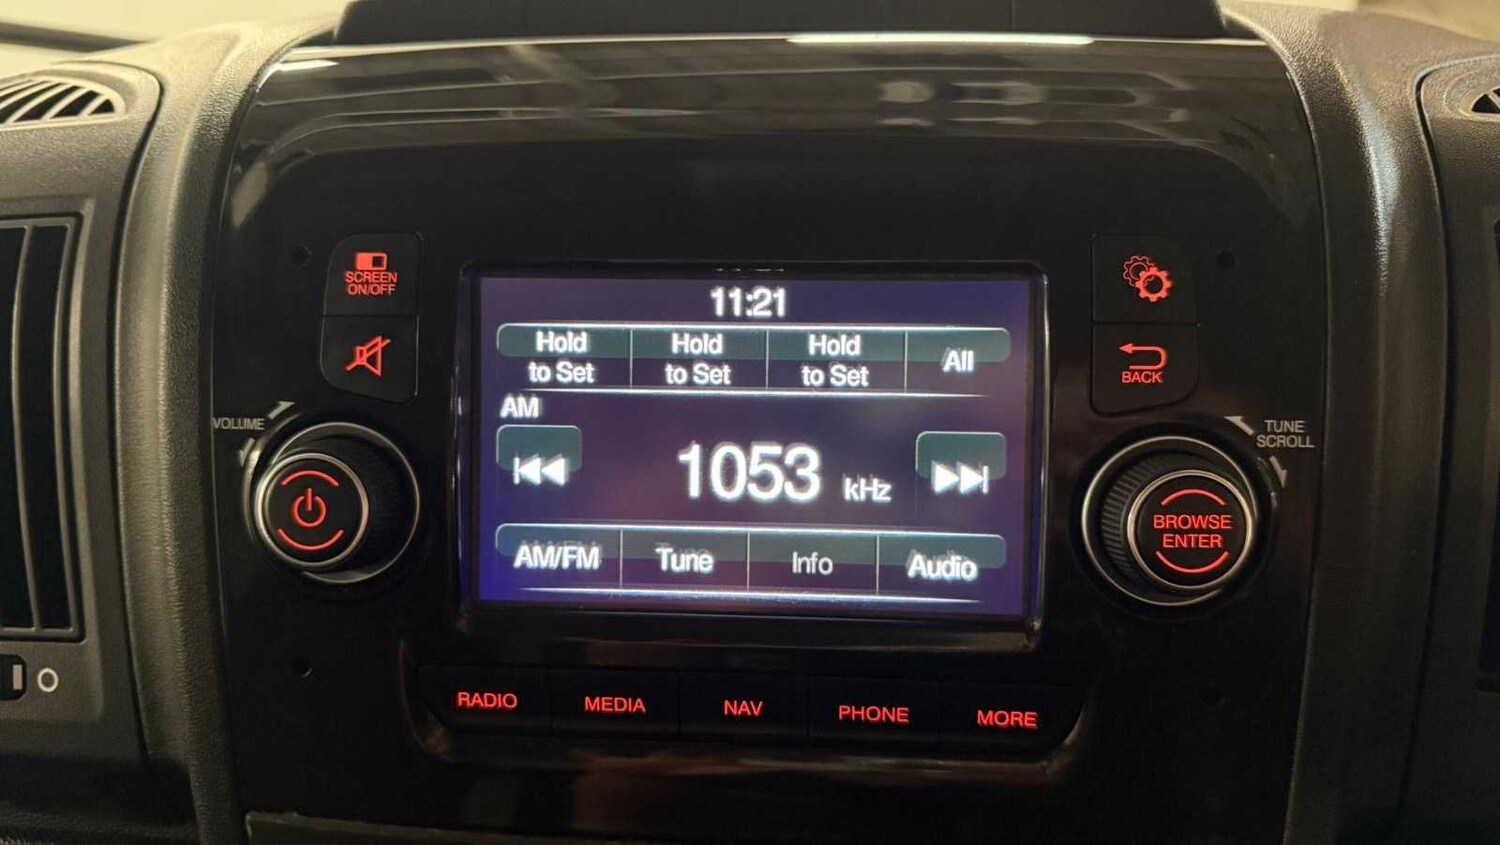 SCREEN
ON/OFF
VOLUME
11:21
Hold to Set
Hold to Set
Hold to Set
All
AM
1053 kHz
AM/FM
Tune
Info
Audio
BACK
TUNE
SCROLL
BROWSE
ENTER
RADIO
MEDIA
NAV
PHONE
MORE